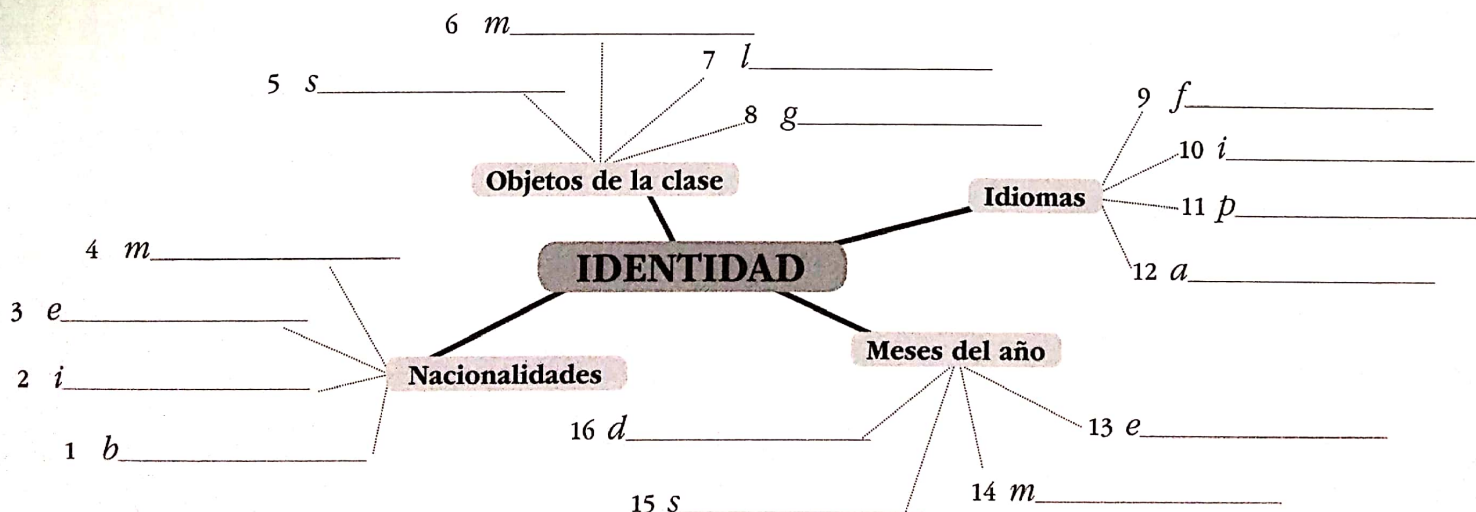 6 m
7 l
5 s
9 f
8 g
10 i
Objetos de la clase
Idiomas
11 p
4 m
IDENTIDAD
12 a
3 e
Meses del año
2 i
Nacionalidades
16 d
13 e
1 b
14 m
15 s